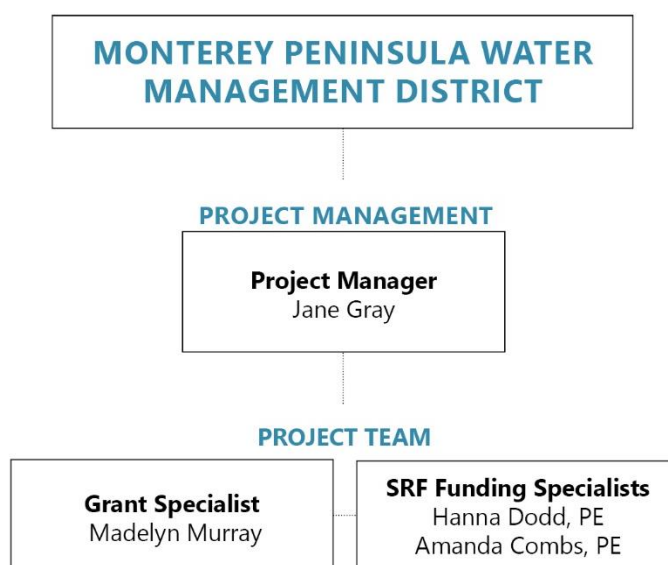 MONTEREY PENINSULA WATER
MANAGEMENT DISTRICT
PROJECT MANAGEMENT
Project Manager
Jane Gray
PROJECT TEAM
Grant Specialist
Madelyn Murray
SRF Funding Specialists
Hanna Dodd, PE
Amanda Combs, PE